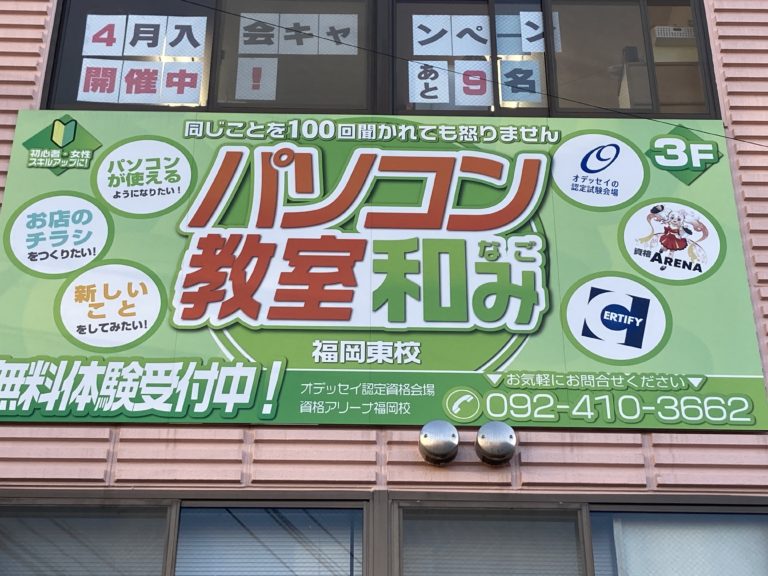 4月入会キャンペーン
開催中！あと9名
同じことを100回聞かれても怒りません
初心者・女性
スキルアップに!
パソコン
が使える
ようになりたい!
お店の
チラシ
をつくりたい!
新しい
こと
をしてみたい!
パソコン
教室 和み
なご
福岡東校
3F
オデッセイの
認定試験会場
資格ARENA
CERTIFY
無料体験受付中！
オデッセイ認定資格会場
資格アリーナ福岡校
▼お気軽にお問合せください▼
092-410-3662